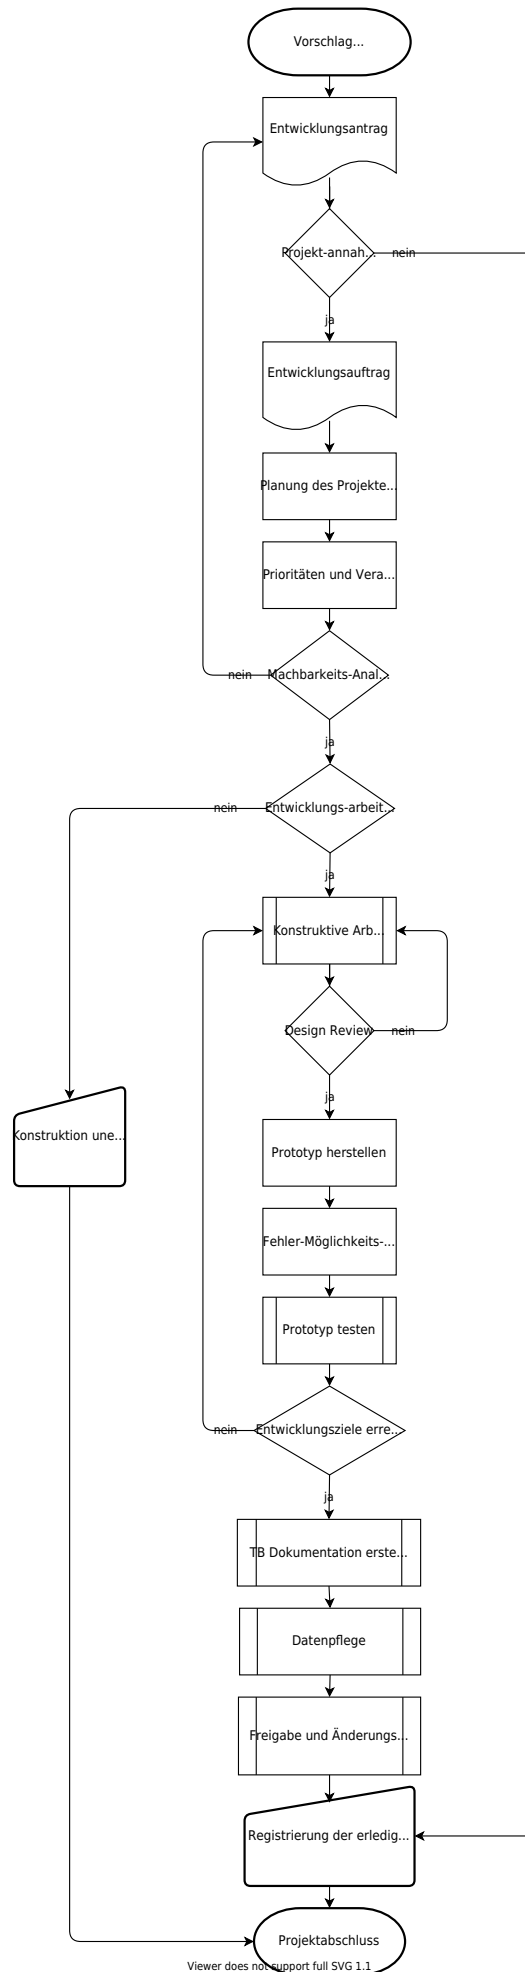 Vorschlag...
Entwicklungsantrag
Projekt-annah...
nein
ja
Entwicklungsauftrag
Planung des Projekte...
Prioritäten und Vera...
nein
Machbarkeits-Anal...
ja
nein
Entwicklungs-arbeit...
ja
Konstruktive Arb...
Design Review
nein
ja
Konstruktion une...
Prototyp herstellen
Fehler-Möglichkeits-...
Prototyp testen
nein
Entwicklungsziele erre...
ja
TB Dokumentation erste...
Datenpflege
Freigabe und Änderungs...
Registrierung der erledig...
Projektabschluss
Viewer does not support full SVG 1.1